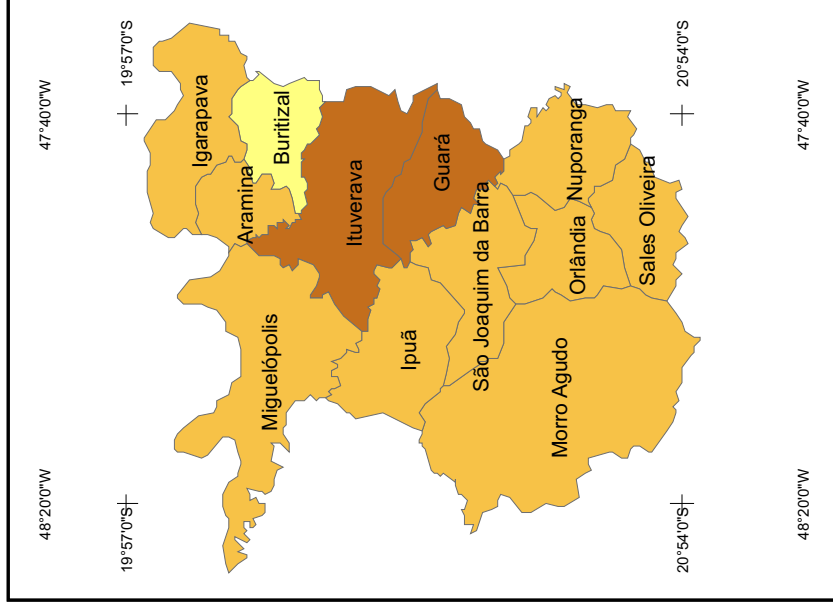 48°20'0"W
47°40'0"W
19°57'0"S
19°57'0"S
Igarapava
Aramina
Miguelópolis
Buritizal
Ituverava
Ipuã
Guará
São Joaquim da Barra
Morro Agudo
Orlândia
Nuporanga
Sales Oliveira
20°54'0"S
20°54'0"S
48°20'0"W
47°40'0"W